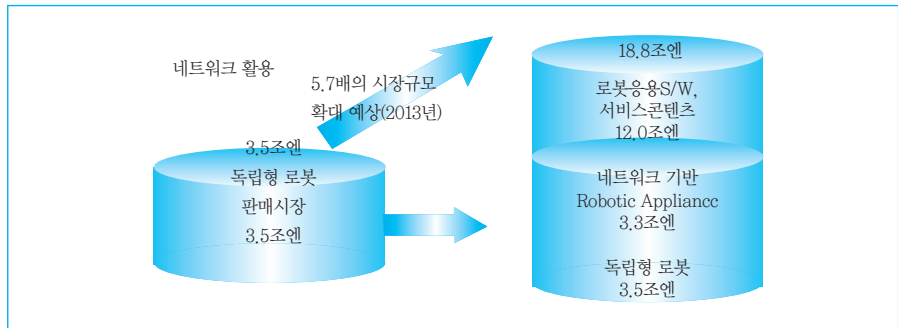 네트워크 활용
5.7배의 시장규모
확대 예상(2013년)
3.5조엔
독립형 로봇
판매시장
3.5조엔
18.8조엔
로봇응용S/W,
서비스콘텐츠
12.0조엔
네트워크 기반
Robotic Appliancc
3.3조엔
독립형 로봇
3.5조엔